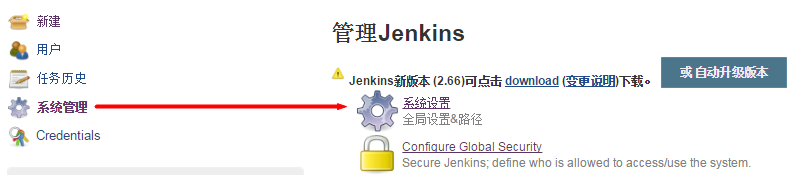 新建
用户
任务历史
系统管理
Credentials
管理Jenkins
Jenkins新版本 (2.66)可点击 download (变更说明)下载。
或自动升级版本
系统设置
全局设置&路径
Configure Global Security
Secure Jenkins; define who is allowed to access/use the system.